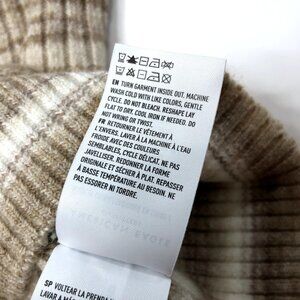 EN TURN GARMENT INSIDE OUT. MACHINE
WASH COLD WITH LIKE COLORS, GENTLE
CYCLE. DO NOT BLEACH. RESHAPE LAY
FLAT TO DRY. COOL IRON IF NEEDED. DO
NOT WRING OR TWIST.
FR RETOURNER LE VÊTEMENT À
L'ENVERS. LAVER À LA MACHINE À L'EAU
FROIDE AVEC DES COULEURS
SEMBLABLES, CYCLE DÉLICAT. NE PAS
JAVELLISER. REDONNER LA FORME
ORIGINALE ET SÉCHER À PLAT. REPASSER
À BASSE TEMPÉRATURE AU BESOIN. NE
PAS ESSORER NI TORDRE.
SP VOLTEAR LA PRENDA
LAVAR A